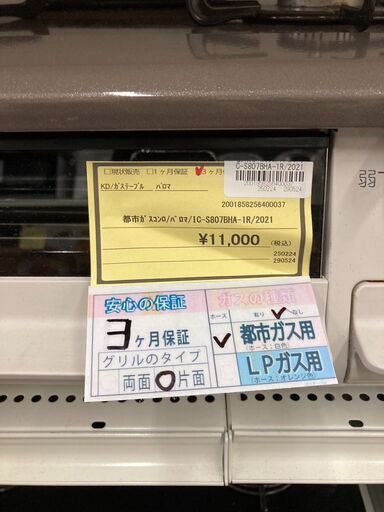 □現状販売 □1ヶ月保証 ✓3ヶ月
C-S807BHA-1R/2021
2001858256400037
250224 290524
KD/ガステーブル パロマ
2001858256400037
都市ガスコンロ/パロマ/IC-S807BHA-1R/2021
¥11,000 (税込)
250224
290524
安心の保証
3ヶ月保証
グリルのタイプ
両面 片面
ガスの種類
ホース 有り なし
都市ガス用
(ホース:白色)
LPガス用
(ホース:オレンジ色)
弱